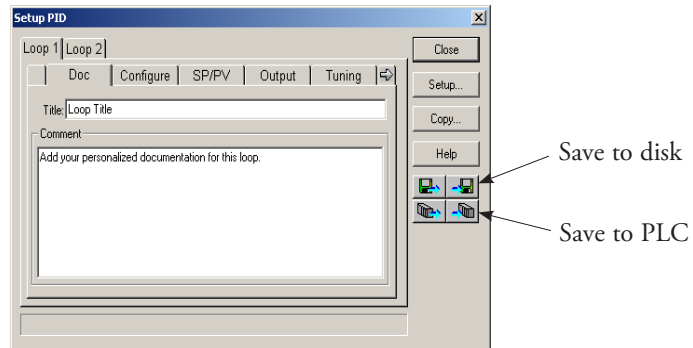 Setup PID
Loop 1 Loop 2
Doc Configure SP/PV Output Tuning
Title: Loop Title
Comment
Add your personalized documentation for this loop.
Close
Setup...
Copy...
Help
Save to disk
Save to PLC